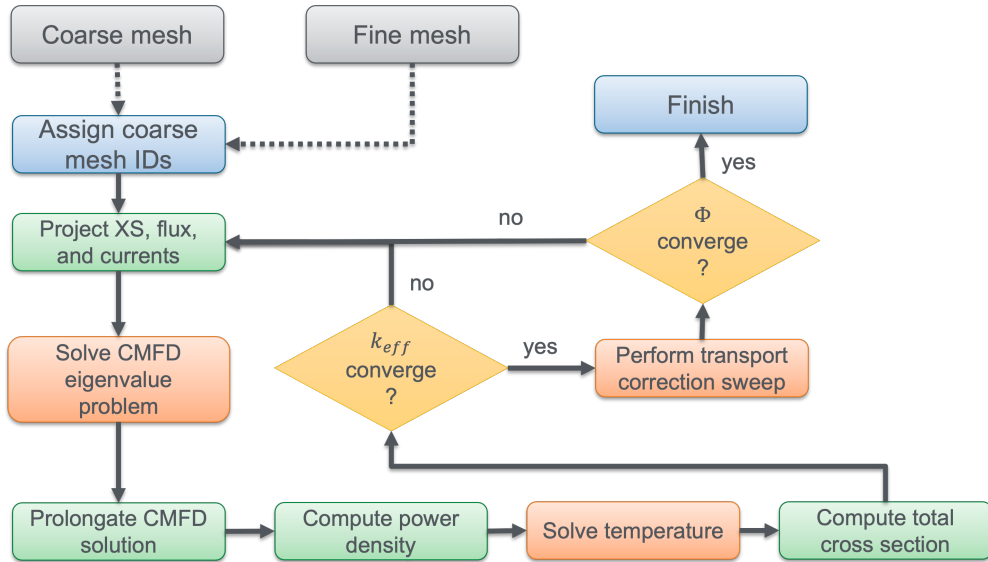 Coarse mesh
Fine mesh
Assign coarse
mesh IDs
Finish
yes
Project XS, flux,
and currents
no
Φ
converge
?
no
Solve CMFD
eigenvalue
problem
k_{eff}
converge
?
yes
Perform transport
correction sweep
Prolongate CMFD
solution
Compute power
density
Solve temperature
Compute total
cross section